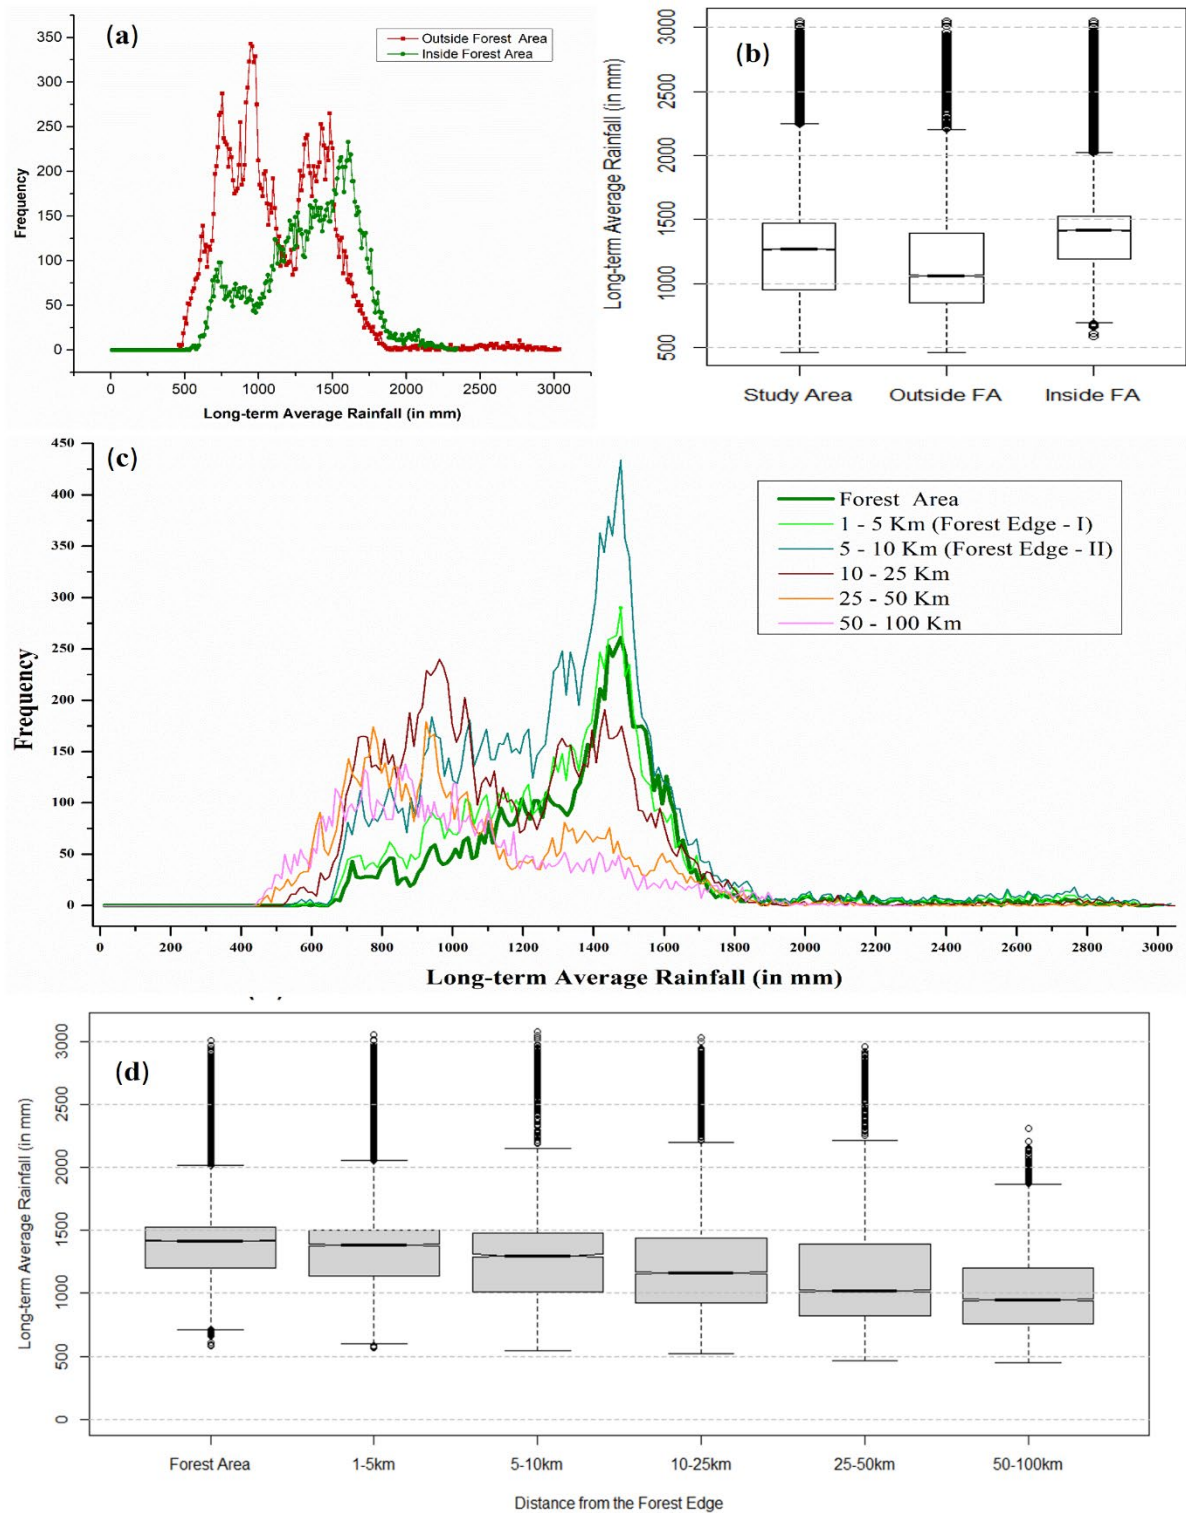 (a)
Outside Forest Area
Inside Forest Area
Frequency
350
300
250
200
150
100
50
0
0 500 1000 1500 2000 2500 3000
Long-term Average Rainfall (in mm)
(b)
Long-term Average Rainfall (in mm)
3000
2500
2000
1500
1000
500
Study Area Outside FA Inside FA
(c)
Forest Area
1 - 5 Km (Forest Edge - I)
5 - 10 Km (Forest Edge - II)
10 - 25 Km
25 - 50 Km
50 - 100 Km
Frequency
450
400
350
300
250
200
150
100
50
0
0 200 400 600 800 1000 1200 1400 1600 1800 2000 2200 2400 2600 2800 3000
Long-term Average Rainfall (in mm)
(d)
Long-term Average Rainfall (in mm)
3000
2500
2000
1500
1000
500
0
Forest Area 1-5km 5-10km 10-25km 25-50km 50-100km
Distance from the Forest Edge